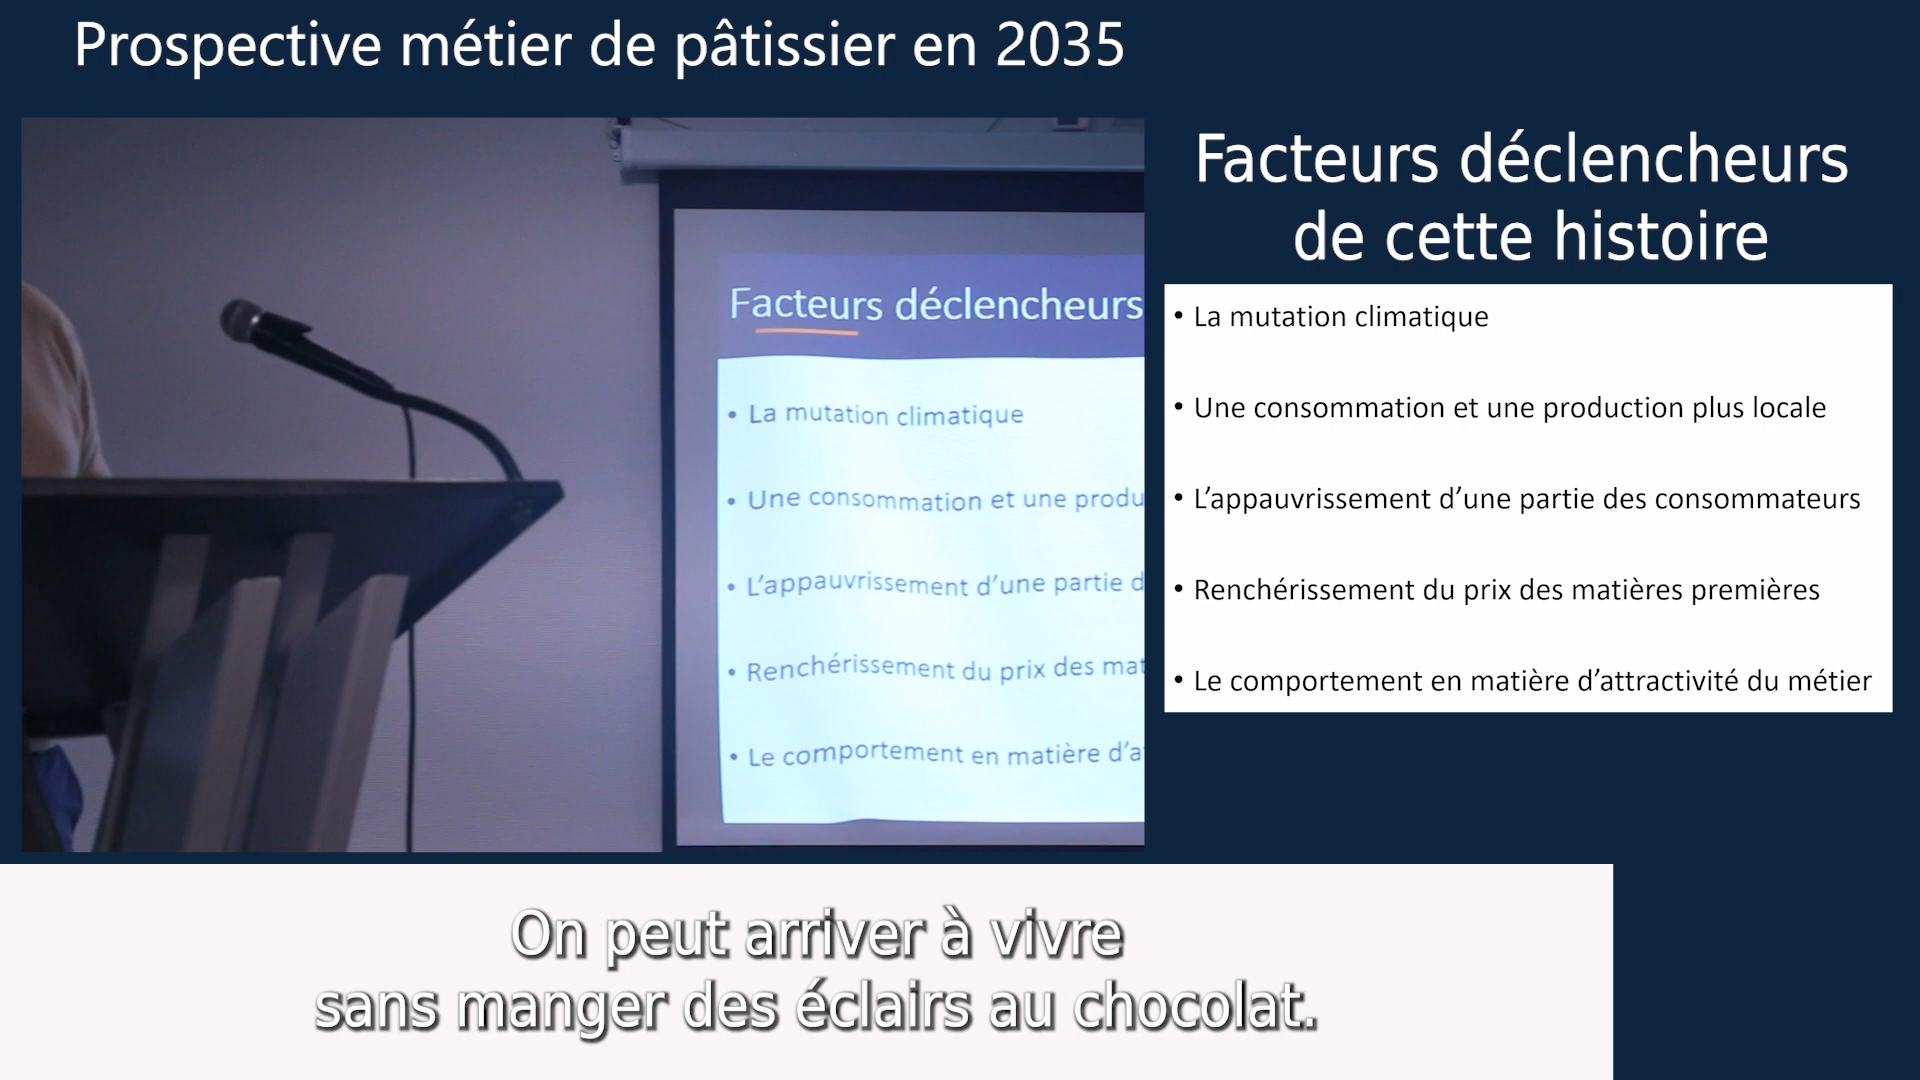 Prospective métier de pâtissier en 2035
Facteurs déclencheurs
• La mutation climatique
• Une consommation et une produ
• L’appauvrissement d’une partie d
• Renchérissement du prix des mat
• Le comportement en matière d’a
Facteurs déclencheurs
de cette histoire
• La mutation climatique
• Une consommation et une production plus locale
• L’appauvrissement d’une partie des consommateurs
• Renchérissement du prix des matières premières
• Le comportement en matière d’attractivité du métier
On peut arriver à vivre
sans manger des éclairs au chocolat.